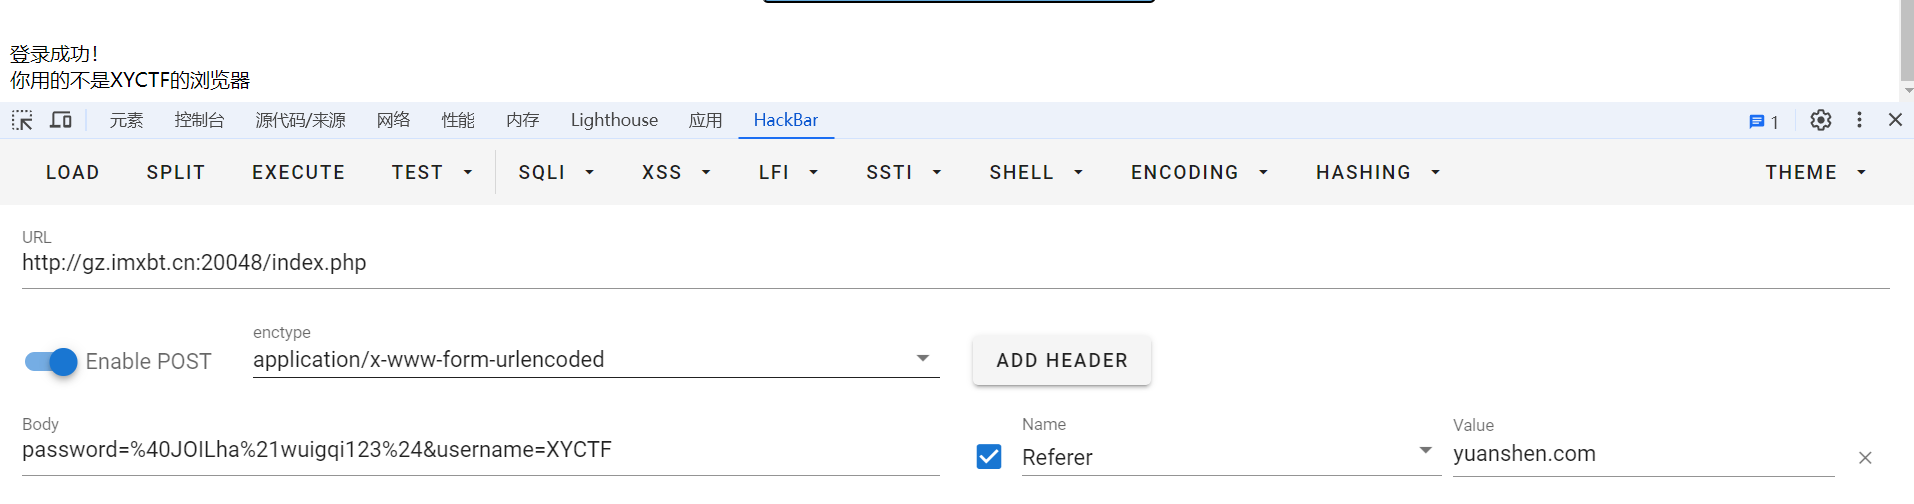 登录成功！
你用的不是XYCTF的浏览器
元素 控制台 源代码/来源 网络 性能 内存 Lighthouse 应用 HackBar 1
LOAD SPLIT EXECUTE TEST SQLI XSS LFI SSTI SHELL ENCODING HASHING THEME
URL
http://gz.imxbt.cn:20048/index.php
enctype
Enable POST application/x-www-form-urlencoded ADD HEADER
Body Name Value
password=%40JOILha%21wuigqi123%24&username=XYCTF Referer yuanshen.com